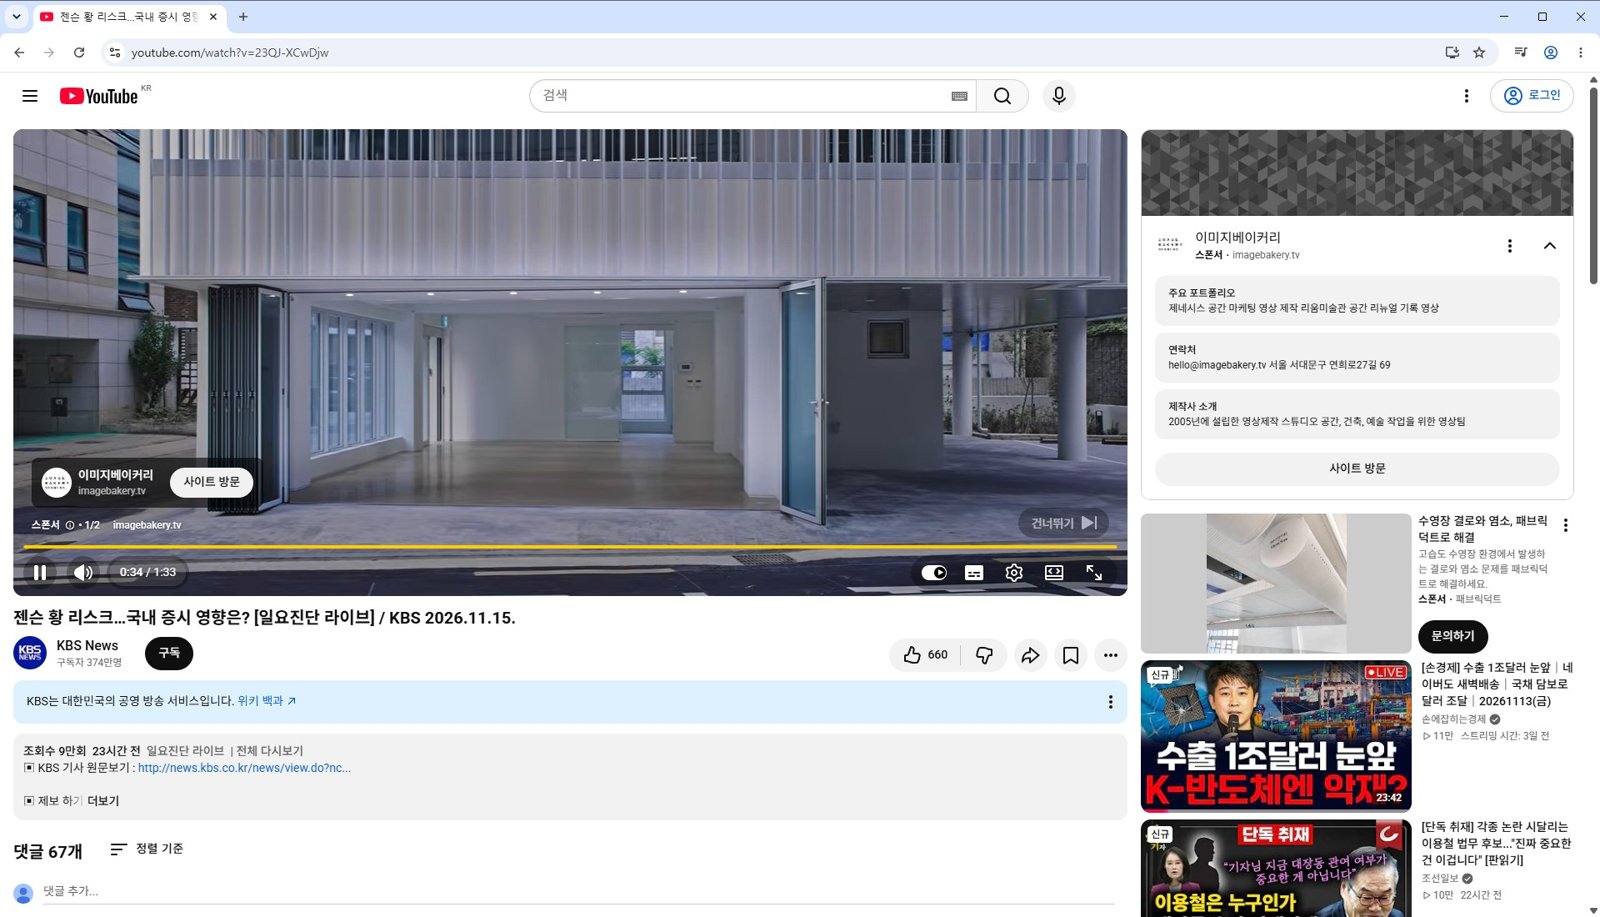 젠슨 황 리스크...국내 증시 영향
youtube.com/watch?v=23QJ-XCwDjw
YouTube KR
검색
로그인
이미지베이커리
imagebakery.tv
사이트 방문
스폰서 • 1/2 imagebakery.tv
건너뛰기
0:34 / 1:33
젠슨 황 리스크...국내 증시 영향은? [일요진단 라이브] / KBS 2026.11.15.
KBS NEWS
KBS News
구독자 374만명
구독
660
KBS는 대한민국의 공영 방송 서비스입니다. 위키 백과
조회수 9만회 23시간 전 일요진단 라이브 | 전체 다시보기
▣ KBS 기사 원문보기 : http://news.kbs.co.kr/news/view.do?nc...
▣ 제보 하기 더보기
댓글 67개
정렬 기준
댓글 추가...
이미지베이커리
스폰서 · imagebakery.tv
주요 포트폴리오
제네시스 공간 마케팅 영상 제작 리움미술관 공간 리뉴얼 기록 영상
연락처
hello@imagebakery.tv 서울 서대문구 연희로27길 69
제작사 소개
2005년에 설립한 영상제작 스튜디오 공간, 건축, 예술 작업을 위한 영상팀
사이트 방문
수영장 결로와 염소, 패브릭
덕트로 해결
고습도 수영장 환경에서 발생하
는 결로와 염소 문제를 패브릭덕
트로 해결하세요.
스폰서 · 패브릭덕트
문의하기
신규
LIVE
수출 1조달러 눈앞
K-반도체엔 악재?
23:42
[손경제] 수출 1조달러 눈앞 | 네
이버도 새벽배송 | 국채 담보로
달러 조달 | 20261113(금)
손에잡히는경제
11만 스트리밍 시간: 3일 전
신규
기자
단독 취재
"기자님 지금 대장동 관여 여부가
중요한 게 아닙니다"
이용철은 누구인가
[단독 취재] 각종 논란 시달리는
이용철 법무 후보..."진짜 중요한
건 이겁니다" [판읽기]
조선일보
10만 22시간 전